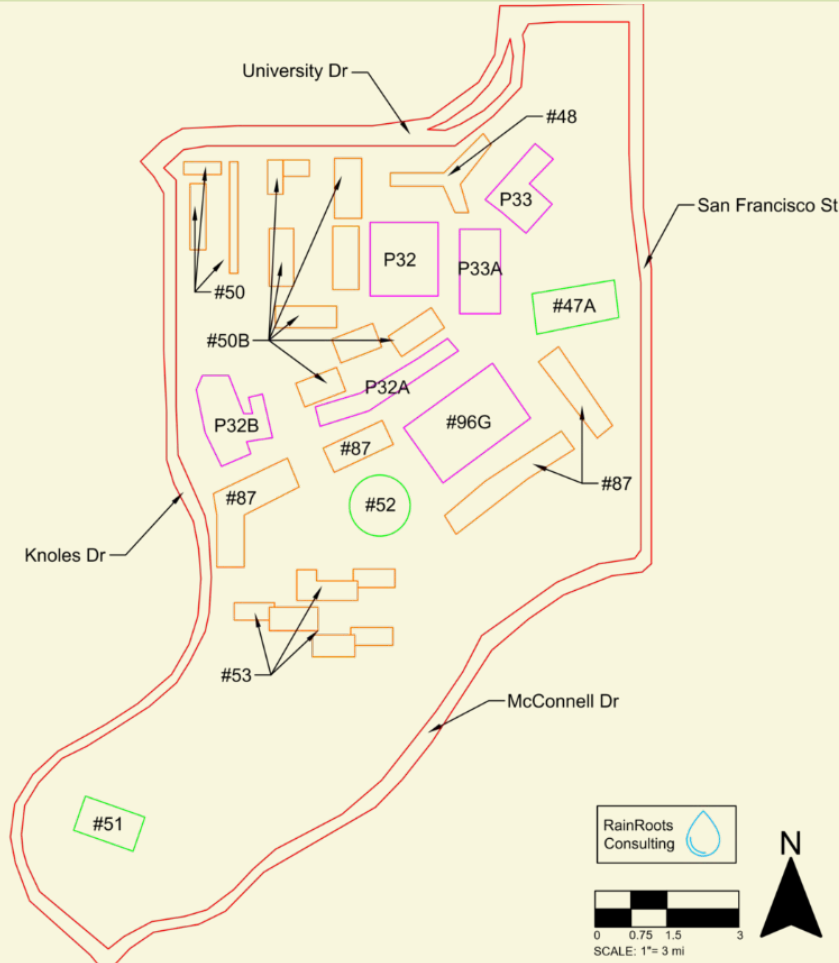 University Dr
#48
P33
San Francisco St
P32
P33A
#50
#47A
#50B
P32A
P32B
#96G
#87
#87
#87
#52
Knoles Dr
#53
McConnell Dr
#51
RainRoots
Consulting
N
0 0.75 1.5 3
SCALE: 1"= 3 mi